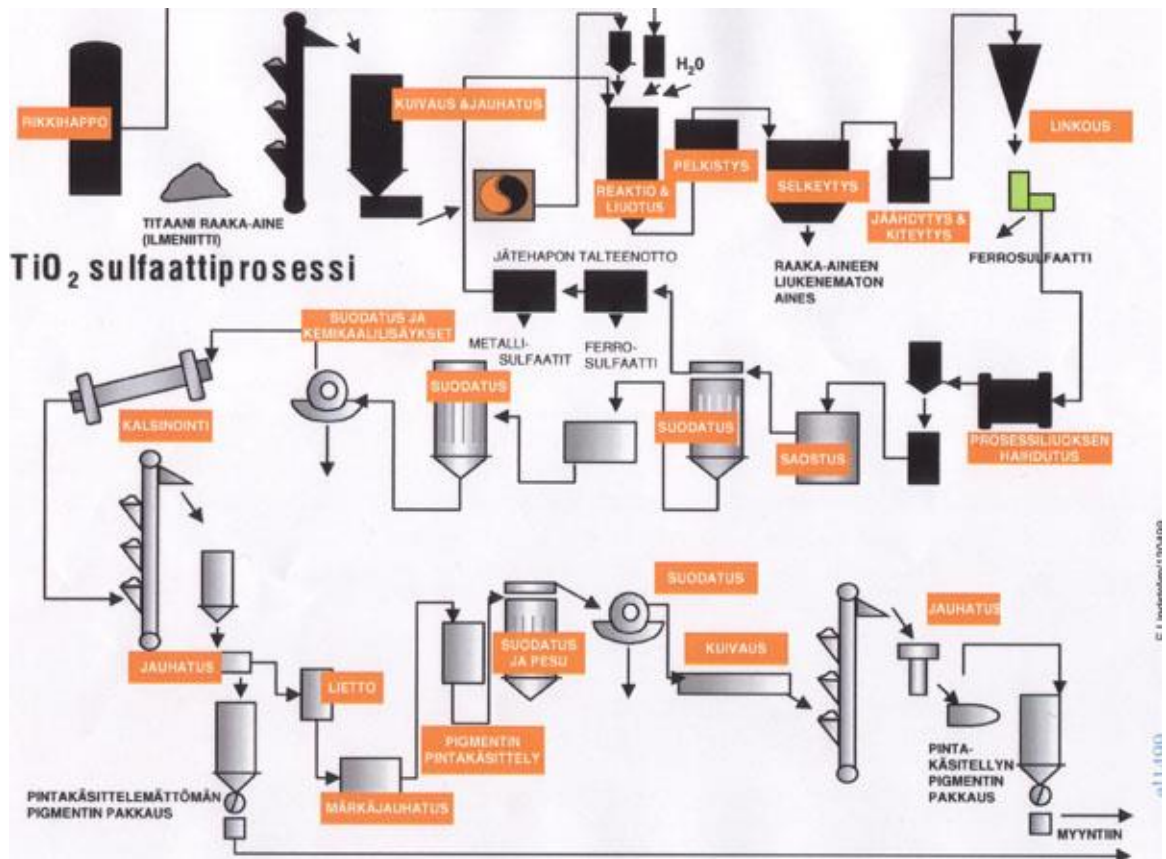 H₂0
RIKKIHAPPO
KUIVAUS &JAUHATUS
LINKOUS
PELKISTYS
SELKEYTYS
REAKTIO &
LIUOTUS
JÄÄHDYTYS &
KITEYTYS
TITAANI RAAKA-AINE
(ILMENIITTI)
FERROSULFAATTI
TiO₂ sulfaattiprosessi
JÄTEHAPON TALTEENOTTO
RAAKA-AINEEN
LIUKENEMATON
AINES
SUODATUS JA
KEMIKAALILISÄYKSET
METALLI-
SULFAATIT
FERRO-
SULFAATTI
SUODATUS
KALSINOINTI
SUODATUS
SAOSTUS
PROSESSILIUOKSEN
HAIHDUTUS
SUODATUS
JAUHATUS
SUODATUS
JA PESU
KUIVAUS
JAUHATUS
LIETTO
PIGMENTIN
PINTAKÄSITTELY
PINTA-
KÄSITELLYN
PIGMENTIN
PAKKAUS
PINTAKÄSITTELEMÄTTÖMÄN
PIGMENTIN PAKKAUS
MÄRKÄJAUHATUS
MYYNTIIN